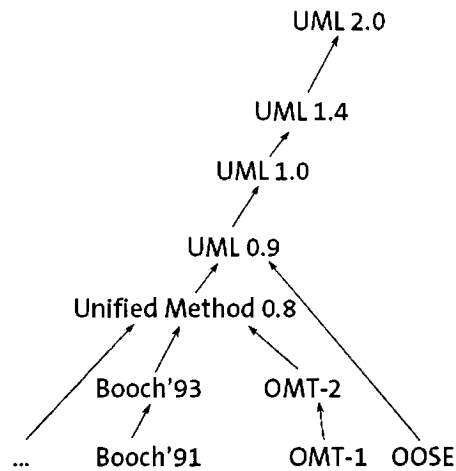 UML 2.0
UML 1.4
UML 1.0
UML 0.9
Unified Method 0.8
Booch'93 OMT-2
... Booch'91 OMT-1 OOSE